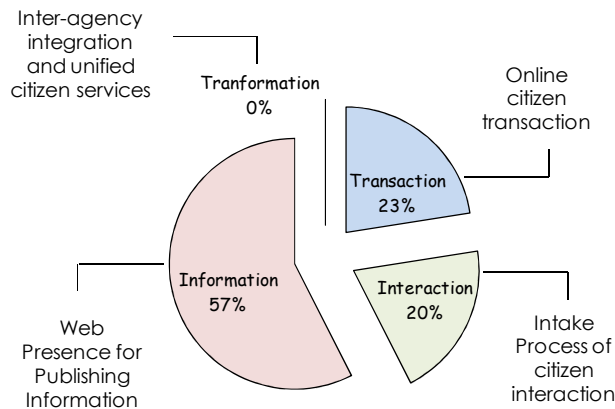 Inter-agency
integration
and unified
citizen services
Tranformation
0%
Online
citizen
transaction
Transaction
23%
Information
57%
Interaction
20%
Web
Presence for
Publishing
Information
Intake
Process of
citizen
interaction